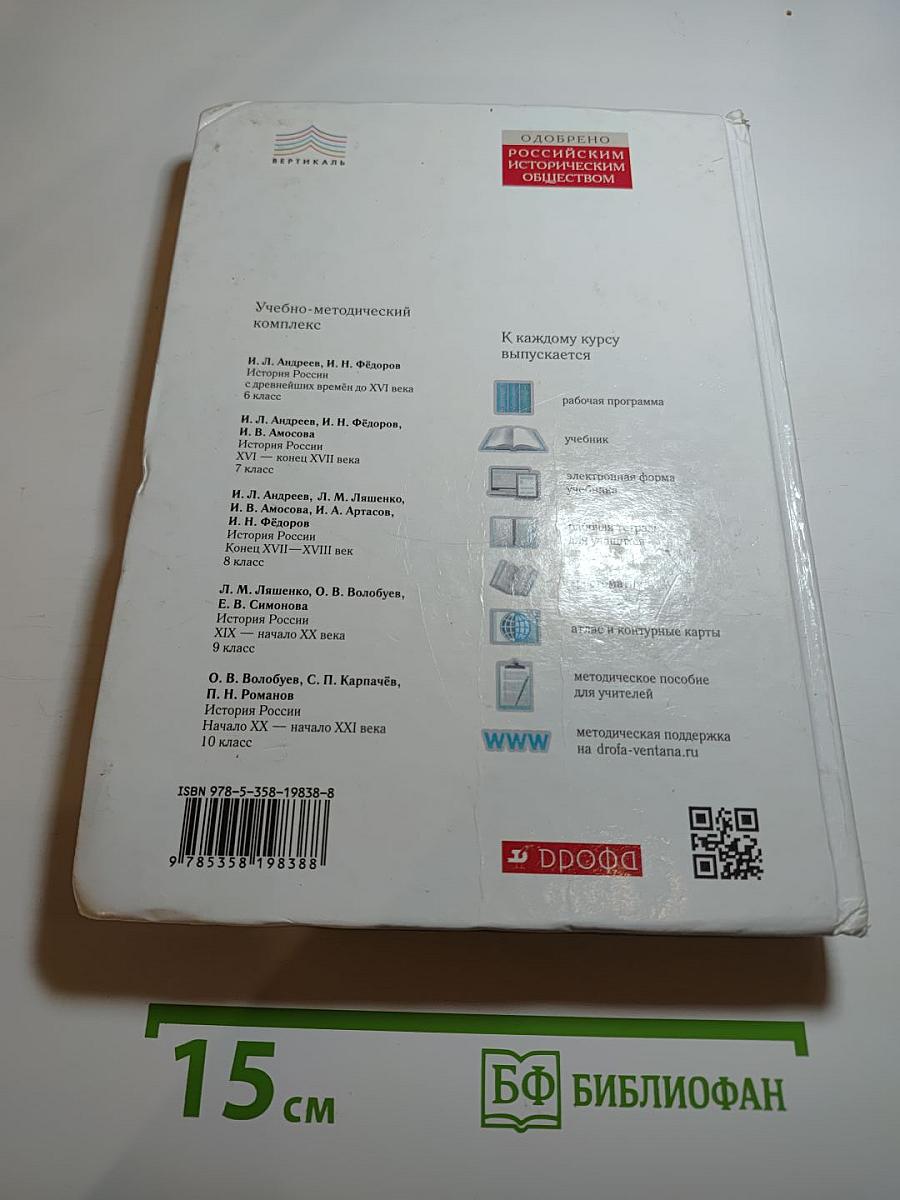 ВЕРТИКАЛЬ
ОДОБРЕНО
РОССИЙСКИМ
ИСТОРИЧЕСКИМ
ОБЩЕСТВОМ
Учебно-методический
комплекс
И. Л. Андреев, И. Н. Фёдоров
История России
с древнейших времён до XVI века
6 класс
И. Л. Андреев, И. Н. Фёдоров,
И. В. Амосова
История России
XVI — конец XVII века
7 класс
И. Л. Андреев, Л. М. Ляшенко,
И. В. Амосова, И. А. Артасов,
И. Н. Фёдоров
История России
Конец XVII—XVIII век
8 класс
Л. М. Ляшенко, О. В. Волобуев,
Е. В. Симонова
История России
XIX — начало XX века
9 класс
О. В. Волобуев, С. П. Карпачёв,
П. Н. Романов
История России
Начало XX — начало XXI века
10 класс
К каждому курсу
выпускается
рабочая программа
учебник
электронная форма
учебника
рабочая тетрадь
атлас и контурные карты
методическое пособие
для учителей
WWW
методическая поддержка
на drofa-ventana.ru
ISBN 978-5-358-19838-8
9 785358 198388
дрофа
15 см
БФ БИБЛИОФАН